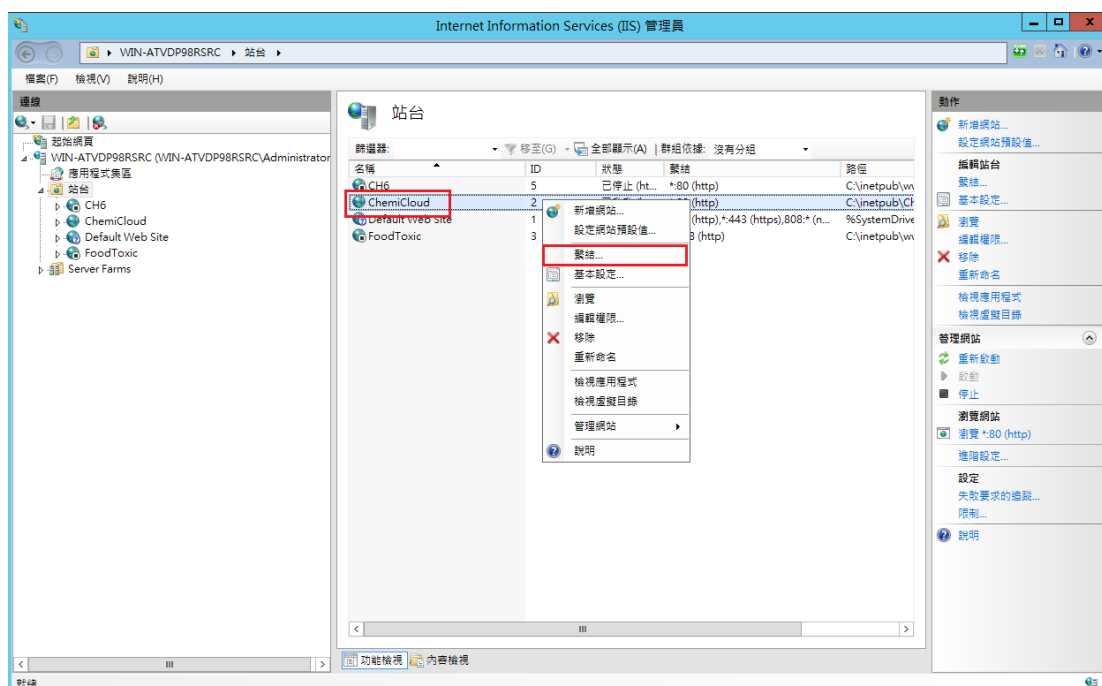 Internet Information Services (IIS) 管理員
WIN-ATVDP98RSRC 站台
檔案(F) 檢視(V) 說明(H)
連線
起始網頁
WIN-ATVDP98RSRC (WIN-ATVDP98RSRC\Administrator
應用程式集區
站台
CH6
ChemiCloud
Default Web Site
FoodToxic
Server Farms
站台
篩選器: 移至(G) 全部顯示(A) 群組依據: 沒有分組
名稱 ID 狀態 繫結 路徑
CH6 5 已停止 (ht... *:80 (http) C:\inetpub\
ChemiCloud 2 (http) C:\inetpub\Ch
Default Web Site 1 (http),*:443 (https),808:* (n... %SystemDrive
FoodToxic 3 (http) C:\inetpub\
新增網站...
設定網站預設值...
繫結...
基本設定...
瀏覽
編輯權限...
移除
重新命名
檢視應用程式
檢視虛擬目錄
管理網站
說明
功能檢視 內容檢視
動作
新增網站...
設定網站預設值...
編輯站台
繫結...
基本設定...
瀏覽
編輯權限...
移除
重新命名
檢視應用程式
檢視虛擬目錄
管理網站
重新啟動
啟動
停止
瀏覽網站
瀏覽 *:80 (http)
進階設定...
設定
失敗要求的追蹤...
限制...
說明
就緒